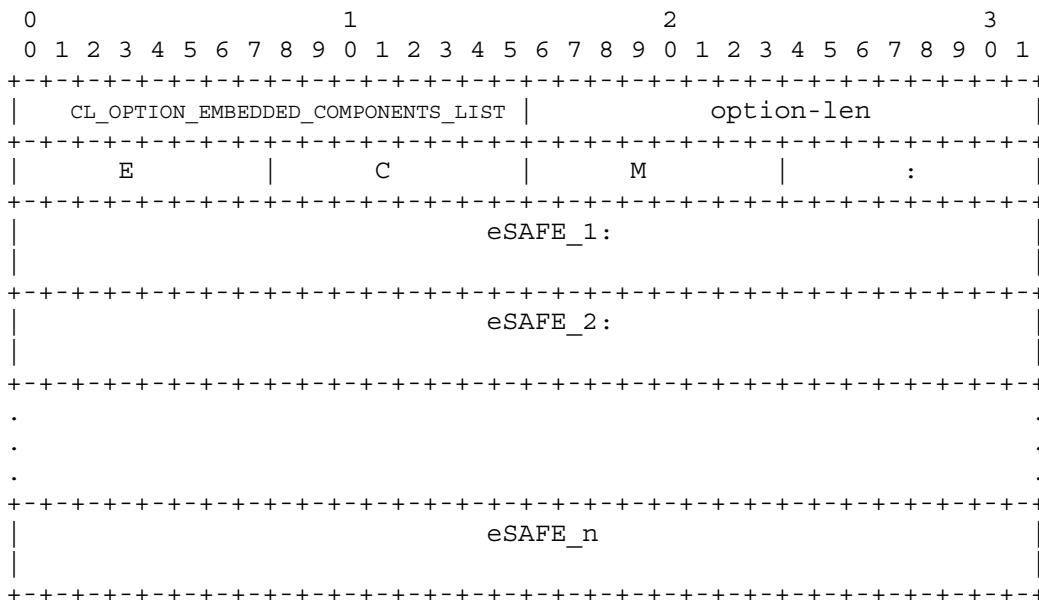 0                   1                   2                   3
 0 1 2 3 4 5 6 7 8 9 0 1 2 3 4 5 6 7 8 9 0 1 2 3 4 5 6 7 8 9 0 1
+-+-+-+-+-+-+-+-+-+-+-+-+-+-+-+-+-+-+-+-+-+-+-+-+-+-+-+-+-+-+-+-+
| CL_OPTION_EMBEDDED_COMPONENTS_LIST | option-len |
+-+-+-+-+-+-+-+-+-+-+-+-+-+-+-+-+-+-+-+-+-+-+-+-+-+-+-+-+-+-+-+-+
| E | C | M | : |
+-+-+-+-+-+-+-+-+-+-+-+-+-+-+-+-+-+-+-+-+-+-+-+-+-+-+-+-+-+-+-+-+
| eSAFE_1: |
| |
+-+-+-+-+-+-+-+-+-+-+-+-+-+-+-+-+-+-+-+-+-+-+-+-+-+-+-+-+-+-+-+-+
| eSAFE_2: |
| |
+-+-+-+-+-+-+-+-+-+-+-+-+-+-+-+-+-+-+-+-+-+-+-+-+-+-+-+-+-+-+-+-+
. .
. .
. .
+-+-+-+-+-+-+-+-+-+-+-+-+-+-+-+-+-+-+-+-+-+-+-+-+-+-+-+-+-+-+-+-+
| eSAFE_n |
| |
+-+-+-+-+-+-+-+-+-+-+-+-+-+-+-+-+-+-+-+-+-+-+-+-+-+-+-+-+-+-+-+-+